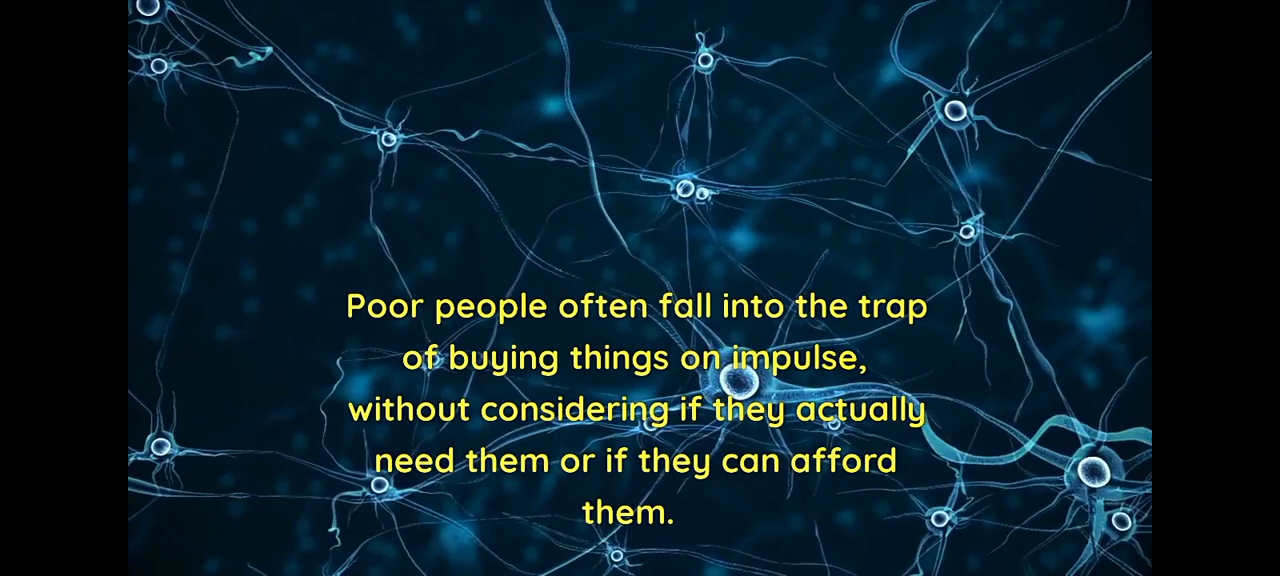 Poor people often fall into the trap
of buying things on impulse,
without considering if they actually
need them or if they can afford
them.